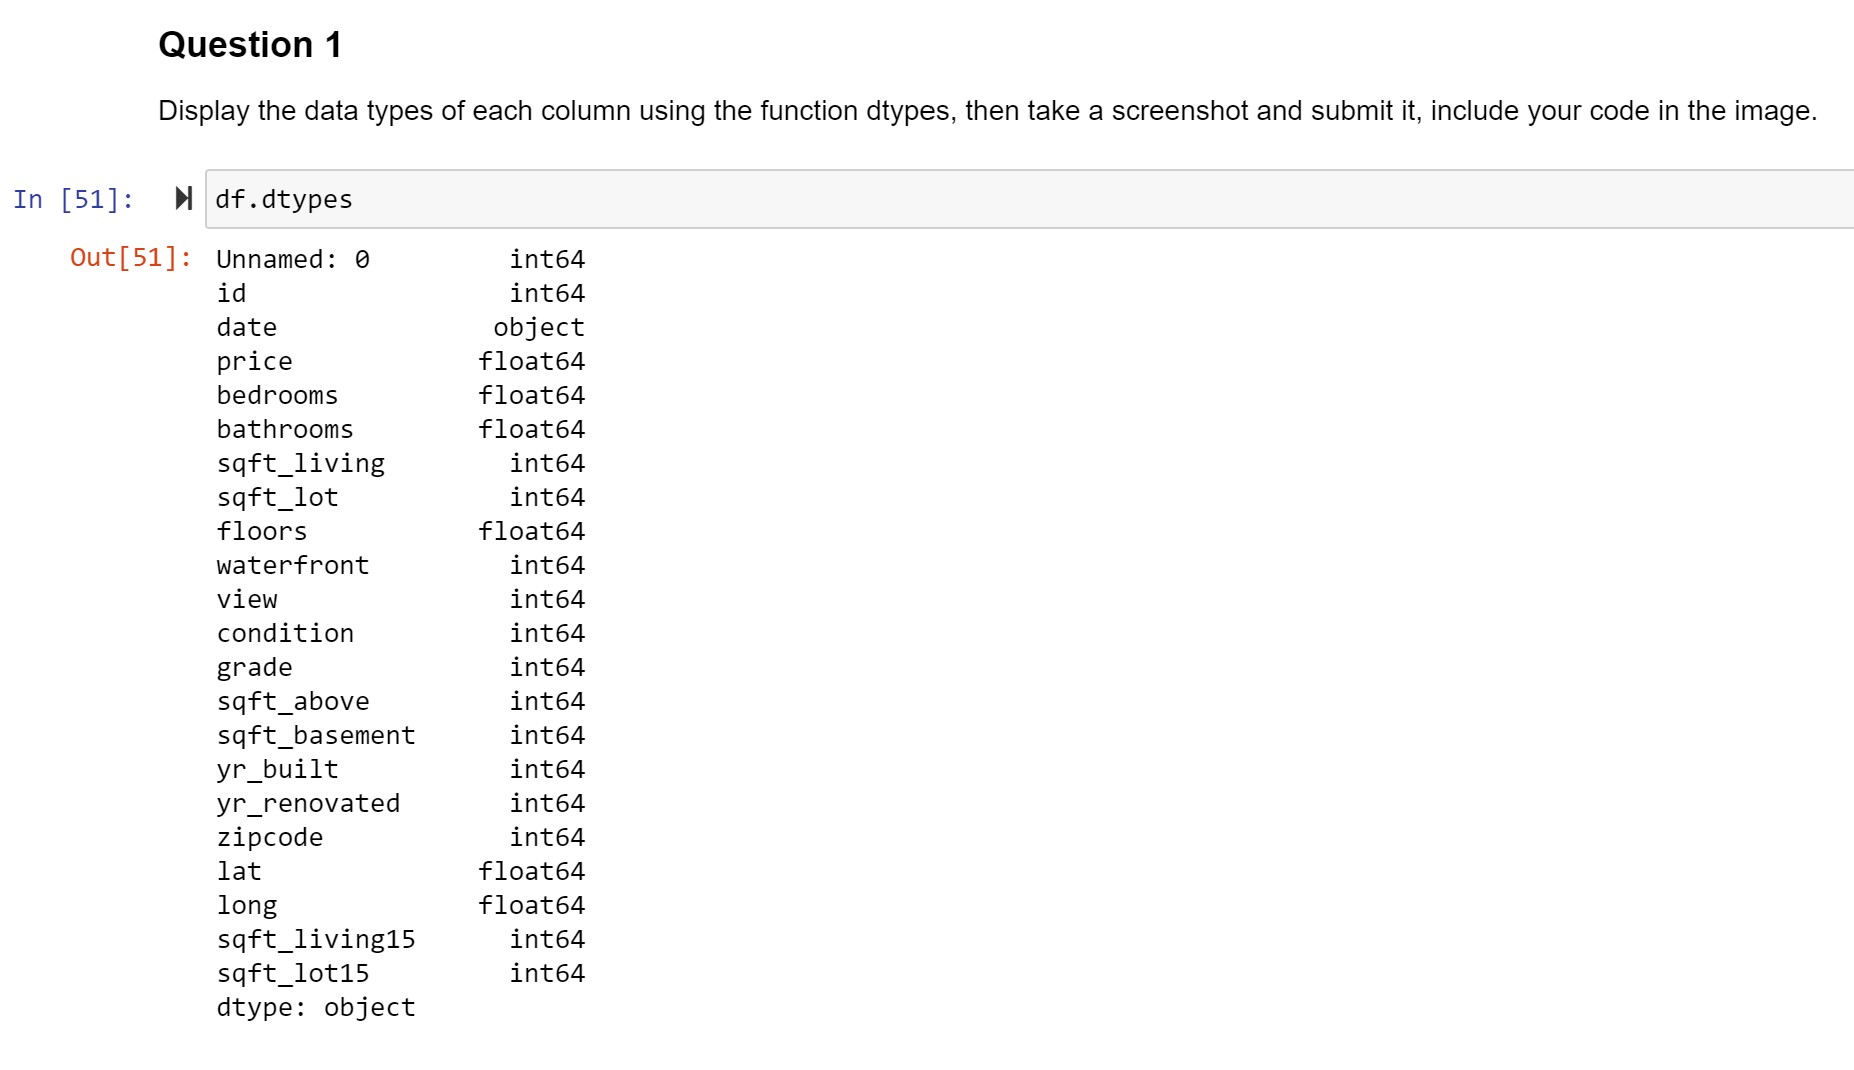 Question 1
Display the data types of each column using the function dtypes, then take a screenshot and submit it, include your code in the image.
In [51]: df.dtypes
Out[51]: Unnamed: 0 int64
id int64
date object
price float64
bedrooms float64
bathrooms float64
sqft_living int64
sqft_lot int64
floors float64
waterfront int64
view int64
condition int64
grade int64
sqft_above int64
sqft_basement int64
yr_built int64
yr_renovated int64
zipcode int64
lat float64
long float64
sqft_living15 int64
sqft_lot15 int64
dtype: object